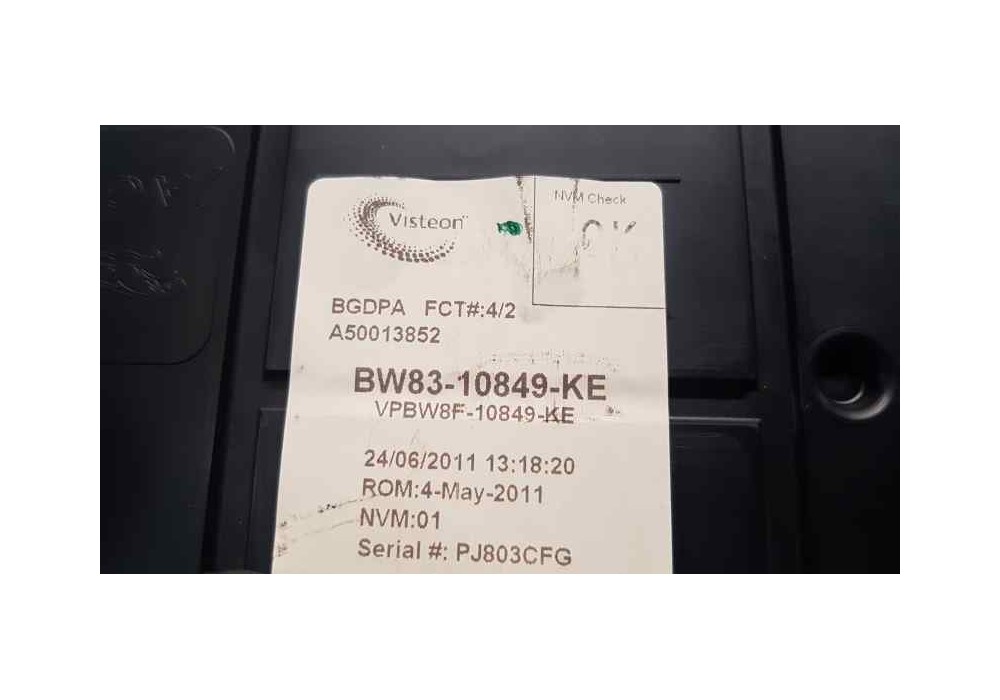 Visteon
NVM Check
OK
BGDPA FCT#:4/2
A50013852
BW83-10849-KE
VPBW8F-10849-KE
24/06/2011 13:18:20
ROM:4-May-2011
NVM:01
Serial #: PJ803CFG